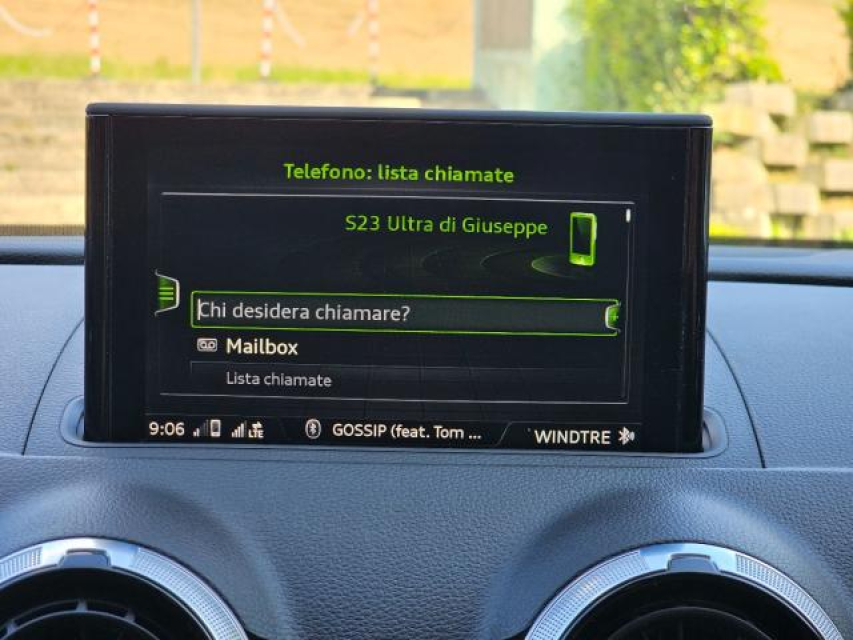 Telefono: lista chiamate
S23 Ultra di Giuseppe
Chi desidera chiamare?
Mailbox
Lista chiamate
9:06 LTE GOSSIP (feat. Tom ... WINDTRE